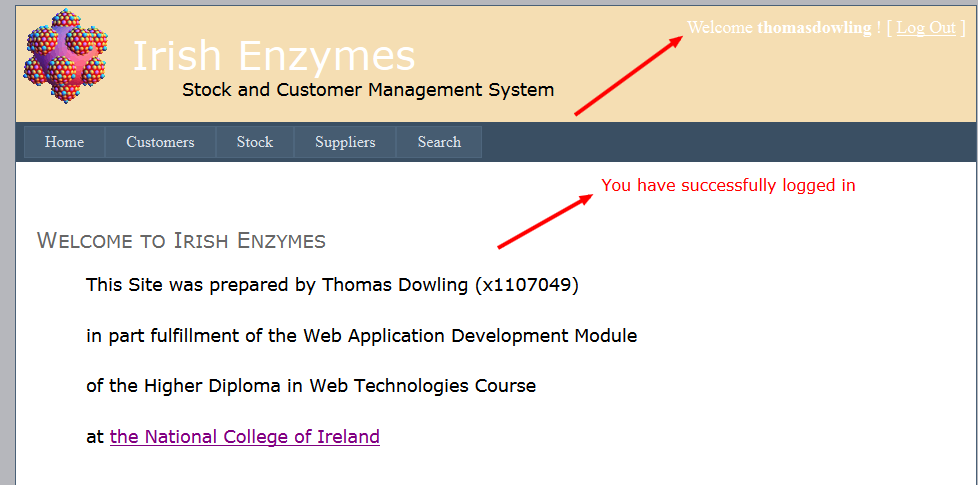 Welcome thomasdowling ! [ Log Out ]
Irish Enzymes
Stock and Customer Management System
Home Customers Stock Suppliers Search
You have successfully logged in
WELCOME TO IRISH ENZYMES
This Site was prepared by Thomas Dowling (x1107049)
in part fulfillment of the Web Application Development Module
of the Higher Diploma in Web Technologies Course
at the National College of Ireland